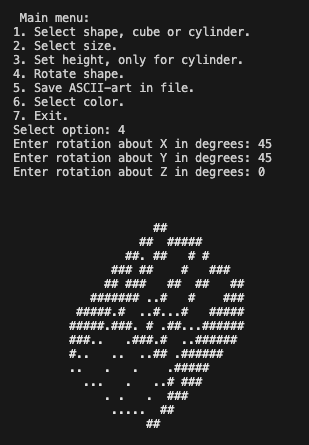 Main menu:
1. Select shape, cube or cylinder.
2. Select size.
3. Set height, only for cylinder.
4. Rotate shape.
5. Save ASCII-art in file.
6. Select color.
7. Exit.
Select option: 4
Enter rotation about X in degrees: 45
Enter rotation about Y in degrees: 45
Enter rotation about Z in degrees: 0
                    ##
                  ##  #####
                ##. ##   # #
              ### ##    #   ###
             ## ###   ##  ##   ##
           ####### ..#   #    ###
         #####.#  ..#...#   #####
        #####.###. # .##...######
        ###..   .###.#  ..######
        #..   ..  ..## .######
        ..   .   .    .#####
          ...    .   ..# ###
             . .   .  ###
              .....  ##
                   ##